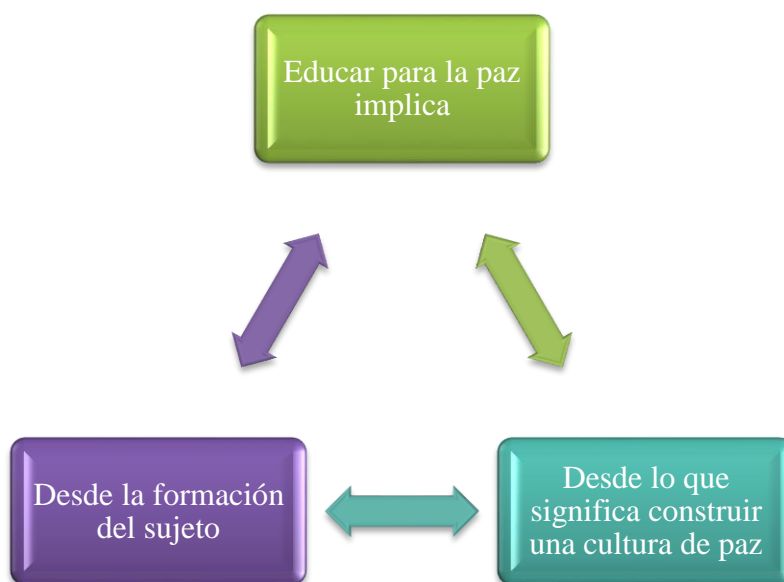 Educar para la paz
implica
Desde la formación
del sujeto
Desde lo que
significa construir
una cultura de paz